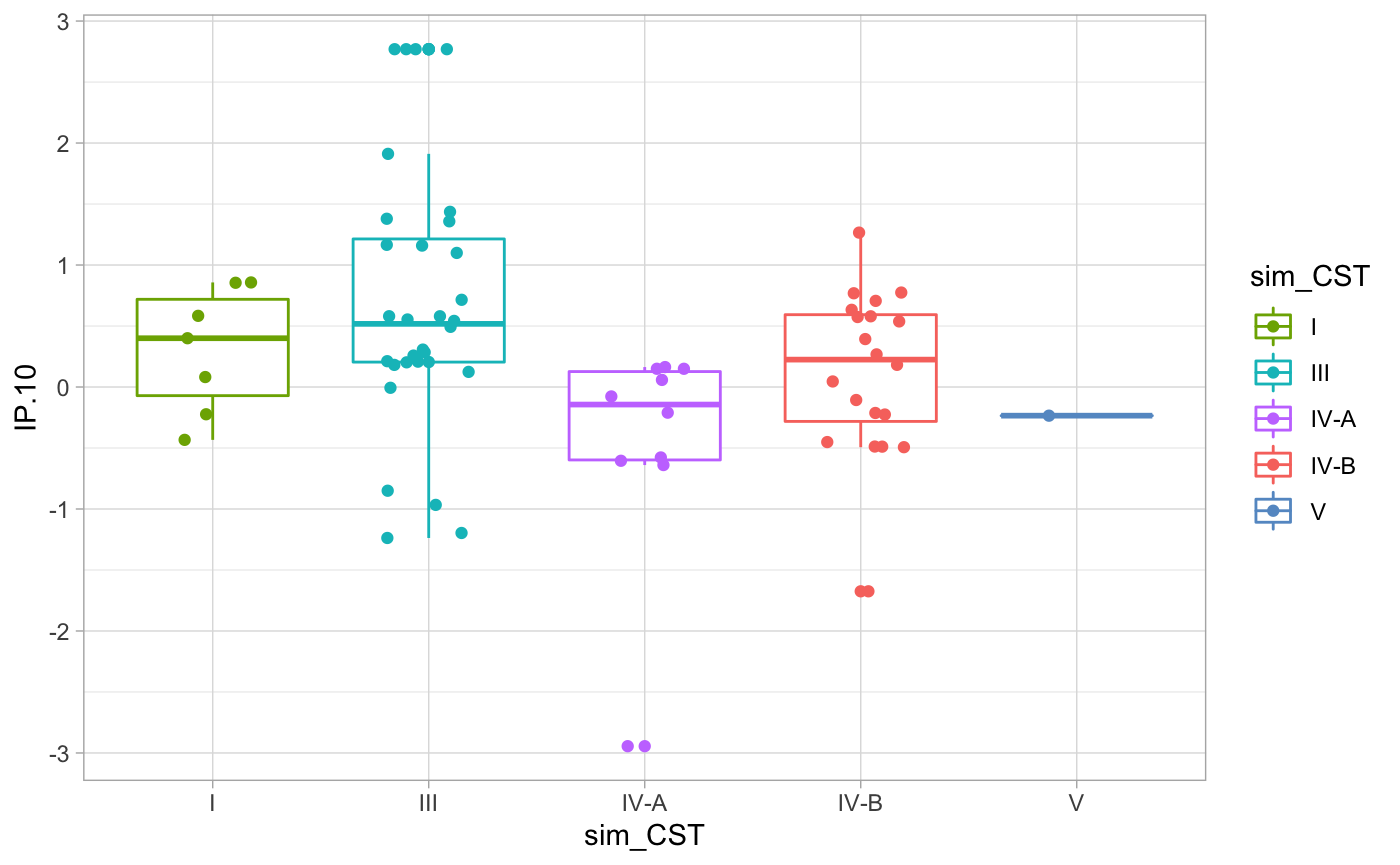 3
2
1
0
-1
-2
-3
IP.10
I III IV-A IV-B V
sim_CST
sim_CST
I
III
IV-A
IV-B
V